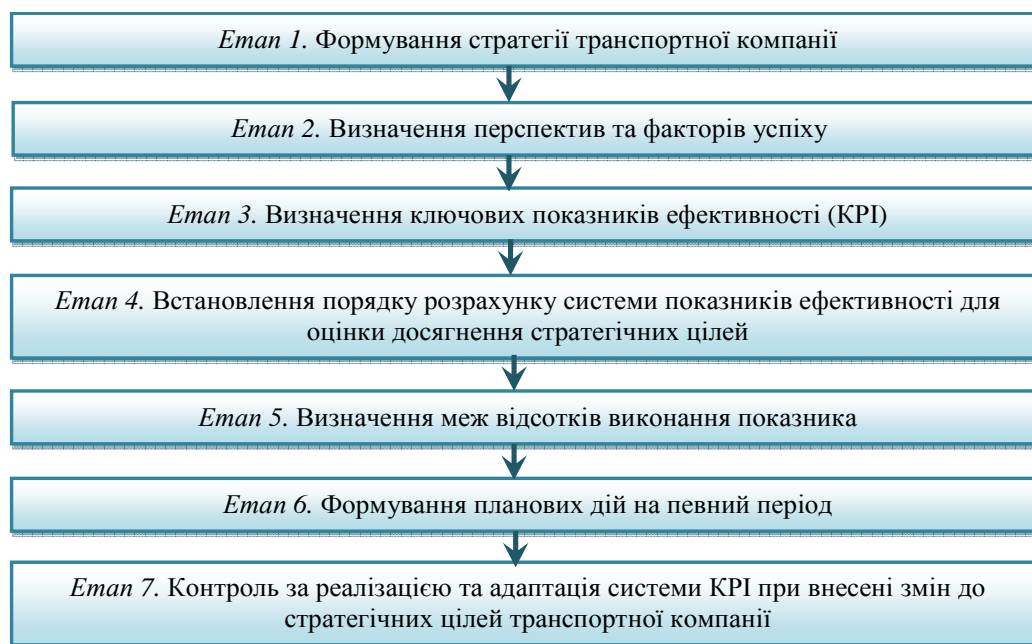 Етап 1. Формування стратегії транспортної компанії
Етап 2. Визначення перспектив та факторів успіху
Етап 3. Визначення ключових показників ефективності (КРІ)
Етап 4. Встановлення порядку розрахунку системи показників ефективності для
оцінки досягнення стратегічних цілей
Етап 5. Визначення меж відсотків виконання показника
Етап 6. Формування планових дій на певний період
Етап 7. Контроль за реалізацією та адаптація системи КРІ при внесені змін до
стратегічних цілей транспортної компанії